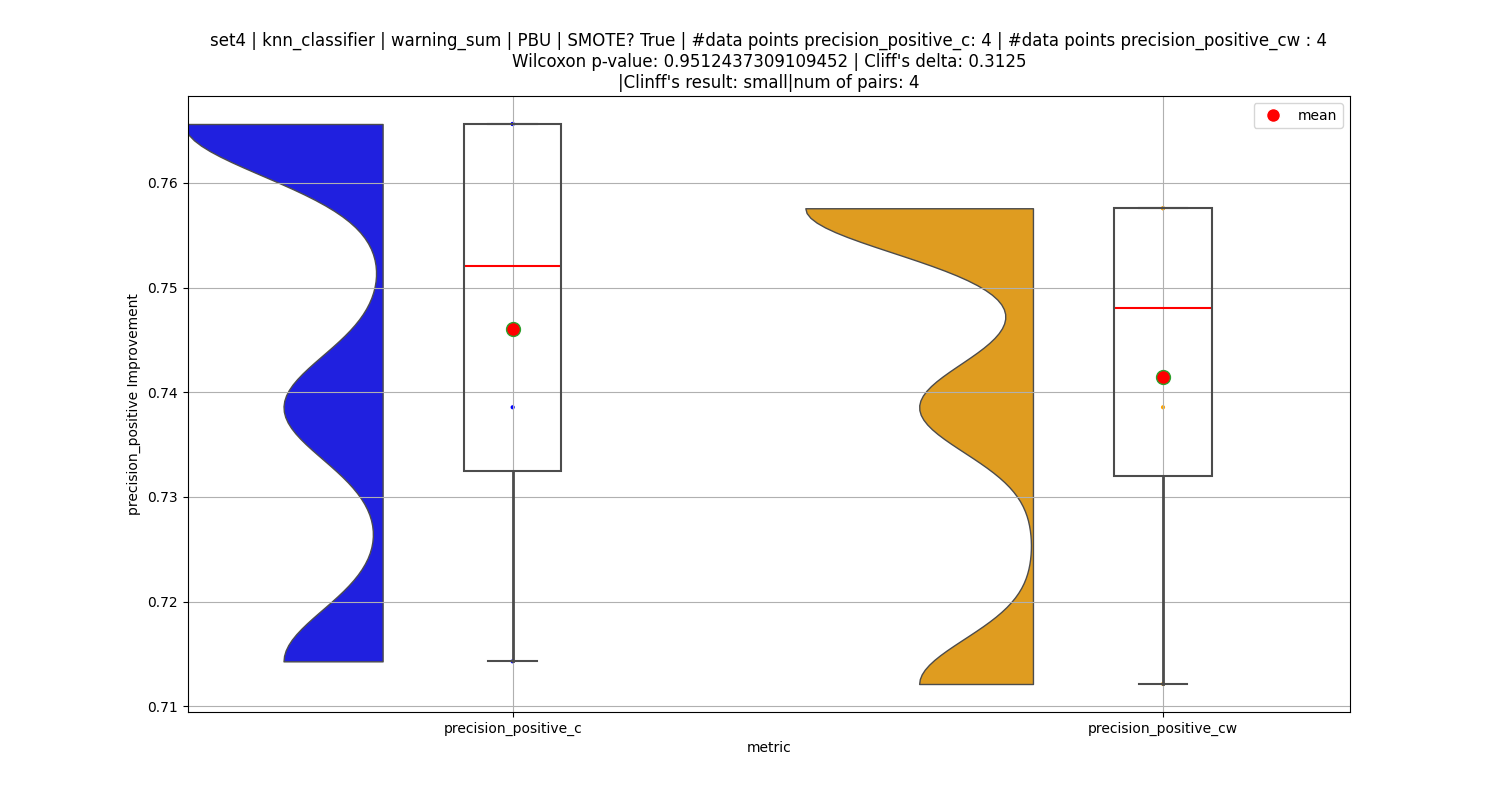 set4 | knn_classifier | warning_sum | PBU | SMOTE? True | #data points precision_positive_c: 4 | #data points precision_positive_cw : 4
Wilcoxon p-value: 0.9512437309109452 | Cliff's delta: 0.3125
|Clinff's result: small|num of pairs: 4
mean
0.76
0.75
0.74
0.73
0.72
0.71
precision_positive Improvement
precision_positive_c
precision_positive_cw
metric